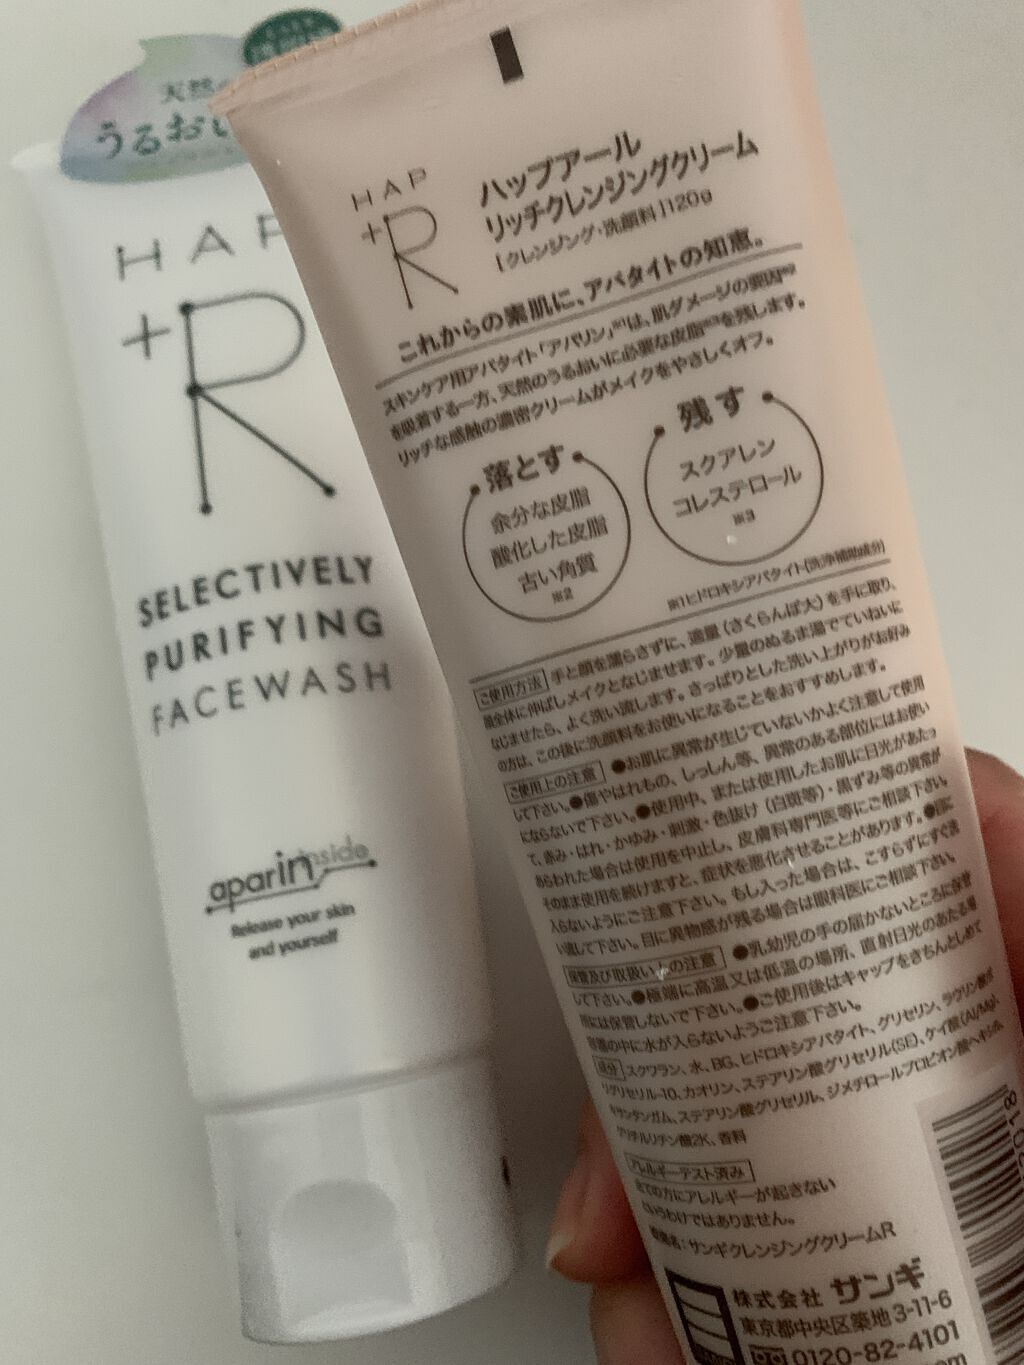 天然
うるおい
HAP
+R
SELECTIVELY
PURIFYING
FACEWASH
aparinside
Release your skin
and yourself
HAP
+R
ハップアール
リッチクレンジングクリーム
[クレンジング・洗顔料]120g
これからの素肌に、アパタイトの知恵。
スキンケア用アパタイト「アパリン」※1は、肌ダメージの要因※2
を吸着する一方、天然のうるおいに必要な皮脂※3を残します。
リッチな感触の濃密クリームがメイクをやさしくオフ。
落とす
余分な皮脂
酸化した皮脂
古い角質
※2
残す
スクアレン
コレステロール
※3
※1ヒドロキシアパタイト(洗浄補助成分)
ご使用方法 手と顔を濡らさずに、適量(さくらんぼ大)を手に取り、
顔全体に伸ばしメイクとなじませます。少量のぬるま湯でていねいに
なじませたら、よく洗い流します。さっぱりとした洗い上がりがお好み
の方は、この後に洗顔料をお使いになることをおすすめします。
ご使用上の注意 ●お肌に異常が生じていないかよく注意して使用
して下さい。●傷やはれもの、しっしん等、異常のある部位にはお使い
にならないで下さい。●使用中、または使用したお肌に日光があたっ
て、赤み・はれ・かゆみ・刺激・色抜け(白斑等)・黒ずみ等の異常が
あらわれた場合は使用を中止し、皮膚科専門医等にご相談下さい。
そのまま使用を続けますと、症状を悪化させることがあります。●目に
入らないようにご注意下さい。もし入った場合は、こすらずにすぐ洗
い流して下さい。目に異物感が残る場合は眼科医にご相談下さい。
保管及び取扱い上の注意 ●乳幼児の手の届かないところに保管
して下さい。●極端に高温又は低温の場所、直射日光のあたる場
所には保管しないで下さい。●ご使用後はキャップをきちんとしめて
容器の中に水が入らないようご注意下さい。
成分 スクワラン、水、BG、ヒドロキシアパタイト、グリセリン、ラウリン酸ポ
リグリセリル-10、カオリン、ステアリン酸グリセリル(SE)、ケイ酸(Al/Mg)、
キサンタンガム、ステアリン酸グリセリル、ジメチロールプロピオン酸ヘキシル
グリチルリチン酸2K、香料
アレルギーテスト済み
全ての方にアレルギーが起きない
というわけではありません。
サンギクレンジングクリームR
株式会社 サンギ
東京都中央区築地3-11-6
0120-82-4101